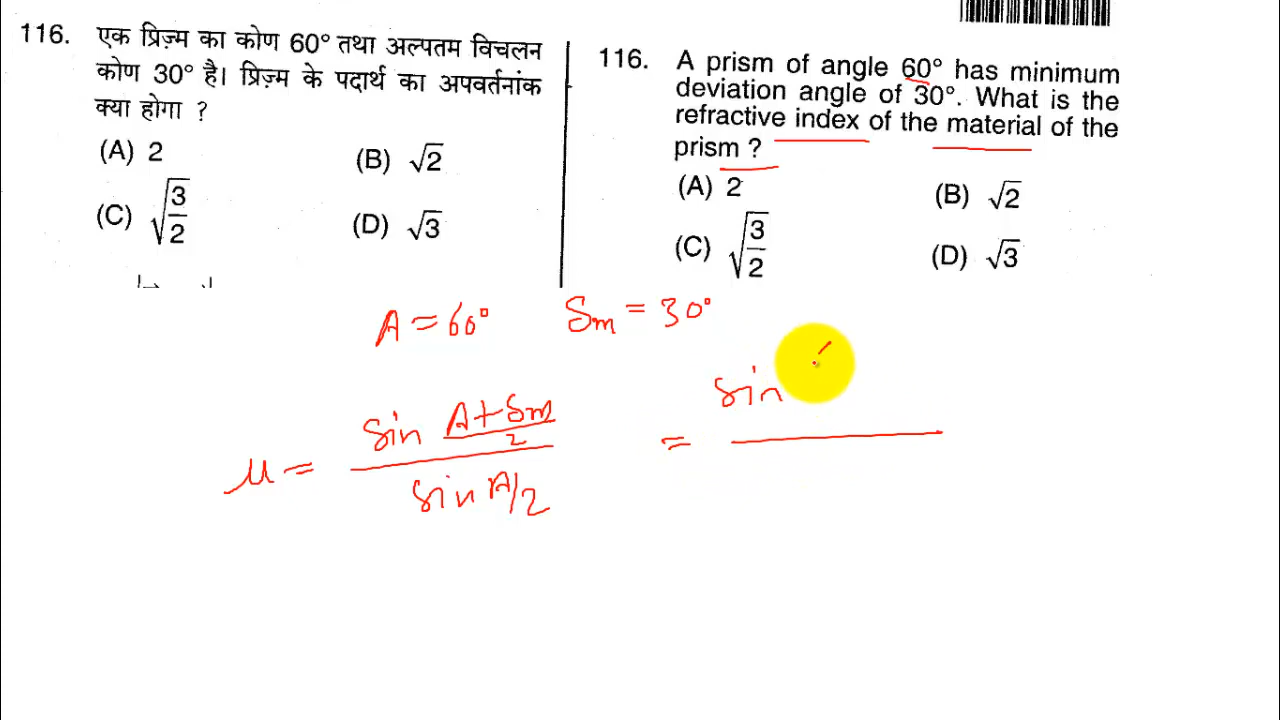 116. एक प्रिज़्म का कोण 60° तथा अल्पतम विचलन
कोण 30° है। प्रिज़्म के पदार्थ का अपवर्तनांक
क्या होगा ?
(A) 2
(B) √2
(C) √(3/2)
(D) √3
116. A prism of angle 60° has minimum
deviation angle of 30°. What is the
refractive index of the material of the
prism ?
(A) 2
(B) √2
(C) √(3/2)
(D) √3
A = 60° δm = 30°
μ = sin (A + δm)/2 / sin A/2 = sin